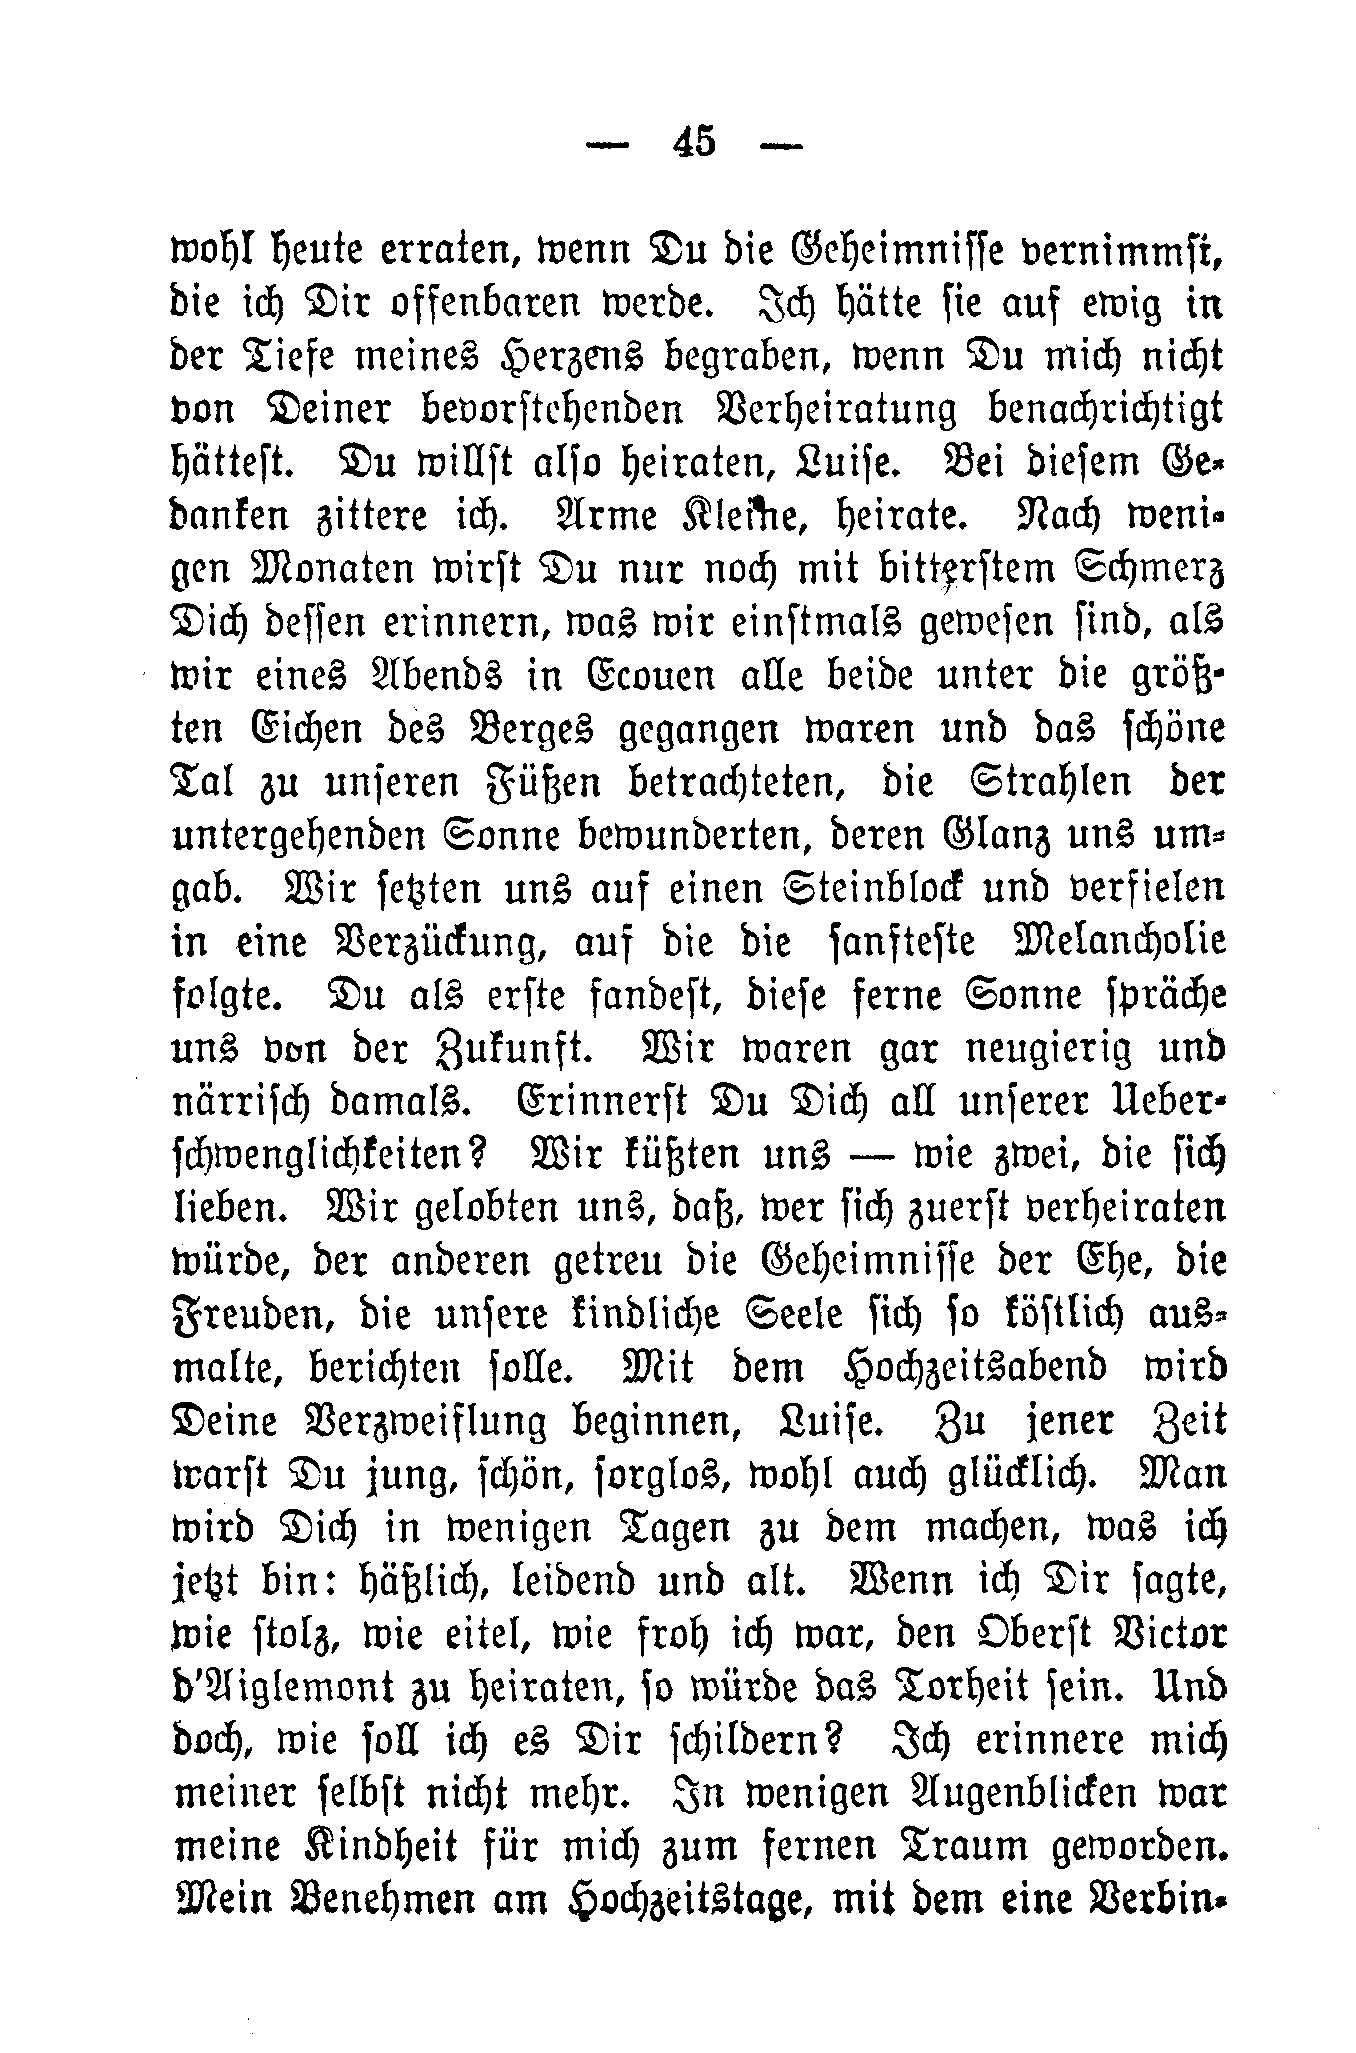 — 45 —
wohl heute erraten, wenn Du die Geheimnisse vernimmst,
die ich Dir offenbaren werde. Ich hätte sie auf ewig in
der Tiefe meines Herzens begraben, wenn Du mich nicht
von Deiner bevorstehenden Verheiratung benachrichtigt
hättest. Du willst also heiraten, Luise. Bei diesem Ge-
danken zittere ich. Arme Kleine, heirate. Nach weni-
gen Monaten wirst Du nur noch mit bitterstem Schmerz
Dich dessen erinnern, was wir einstmals gewesen sind, als
wir eines Abends in Ecouen alle beide unter die größ-
ten Eichen des Berges gegangen waren und das schöne
Tal zu unseren Füßen betrachteten, die Strahlen der
untergehenden Sonne bewunderten, deren Glanz uns um-
gab. Wir setzten uns auf einen Steinblock und verfielen
in eine Verzückung, auf die die sanfteste Melancholie
folgte. Du als erste fandest, diese ferne Sonne spräche
uns von der Zukunft. Wir waren gar neugierig und
närrisch damals. Erinnerst Du Dich all unserer Ueber-
schwenglichkeiten? Wir küßten uns — wie zwei, die sich
lieben. Wir gelobten uns, daß, wer sich zuerst verheiraten
würde, der anderen getreu die Geheimnisse der Ehe, die
Freuden, die unsere kindliche Seele sich so köstlich aus-
malte, berichten solle. Mit dem Hochzeitsabend wird
Deine Verzweiflung beginnen, Luise. Zu jener Zeit
warst Du jung, schön, sorglos, wohl auch glücklich. Man
wird Dich in wenigen Tagen zu dem machen, was ich
jetzt bin: häßlich, leidend und alt. Wenn ich Dir sagte,
wie stolz, wie eitel, wie froh ich war, den Oberst Victor
d'Aiglemont zu heiraten, so würde das Torheit sein. Und
doch, wie soll ich es Dir schildern? Ich erinnere mich
meiner selbst nicht mehr. In wenigen Augenblicken war
meine Kindheit für mich zum fernen Traum geworden.
Mein Benehmen am Hochzeitstage, mit dem eine Verbin-